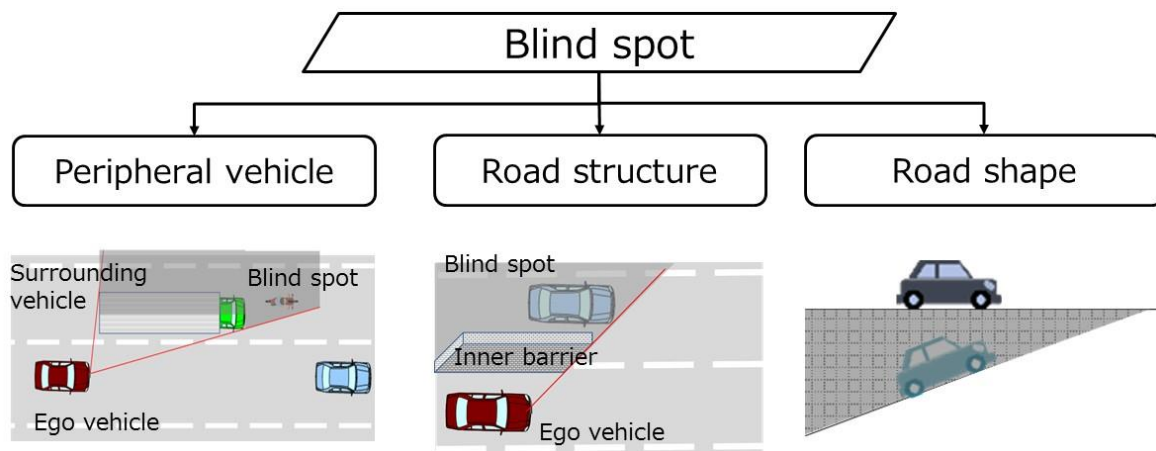 Blind spot
Peripheral vehicle
Road structure
Road shape
Surrounding
vehicle
Blind spot
Ego vehicle
Blind spot
Inner barrier
Ego vehicle